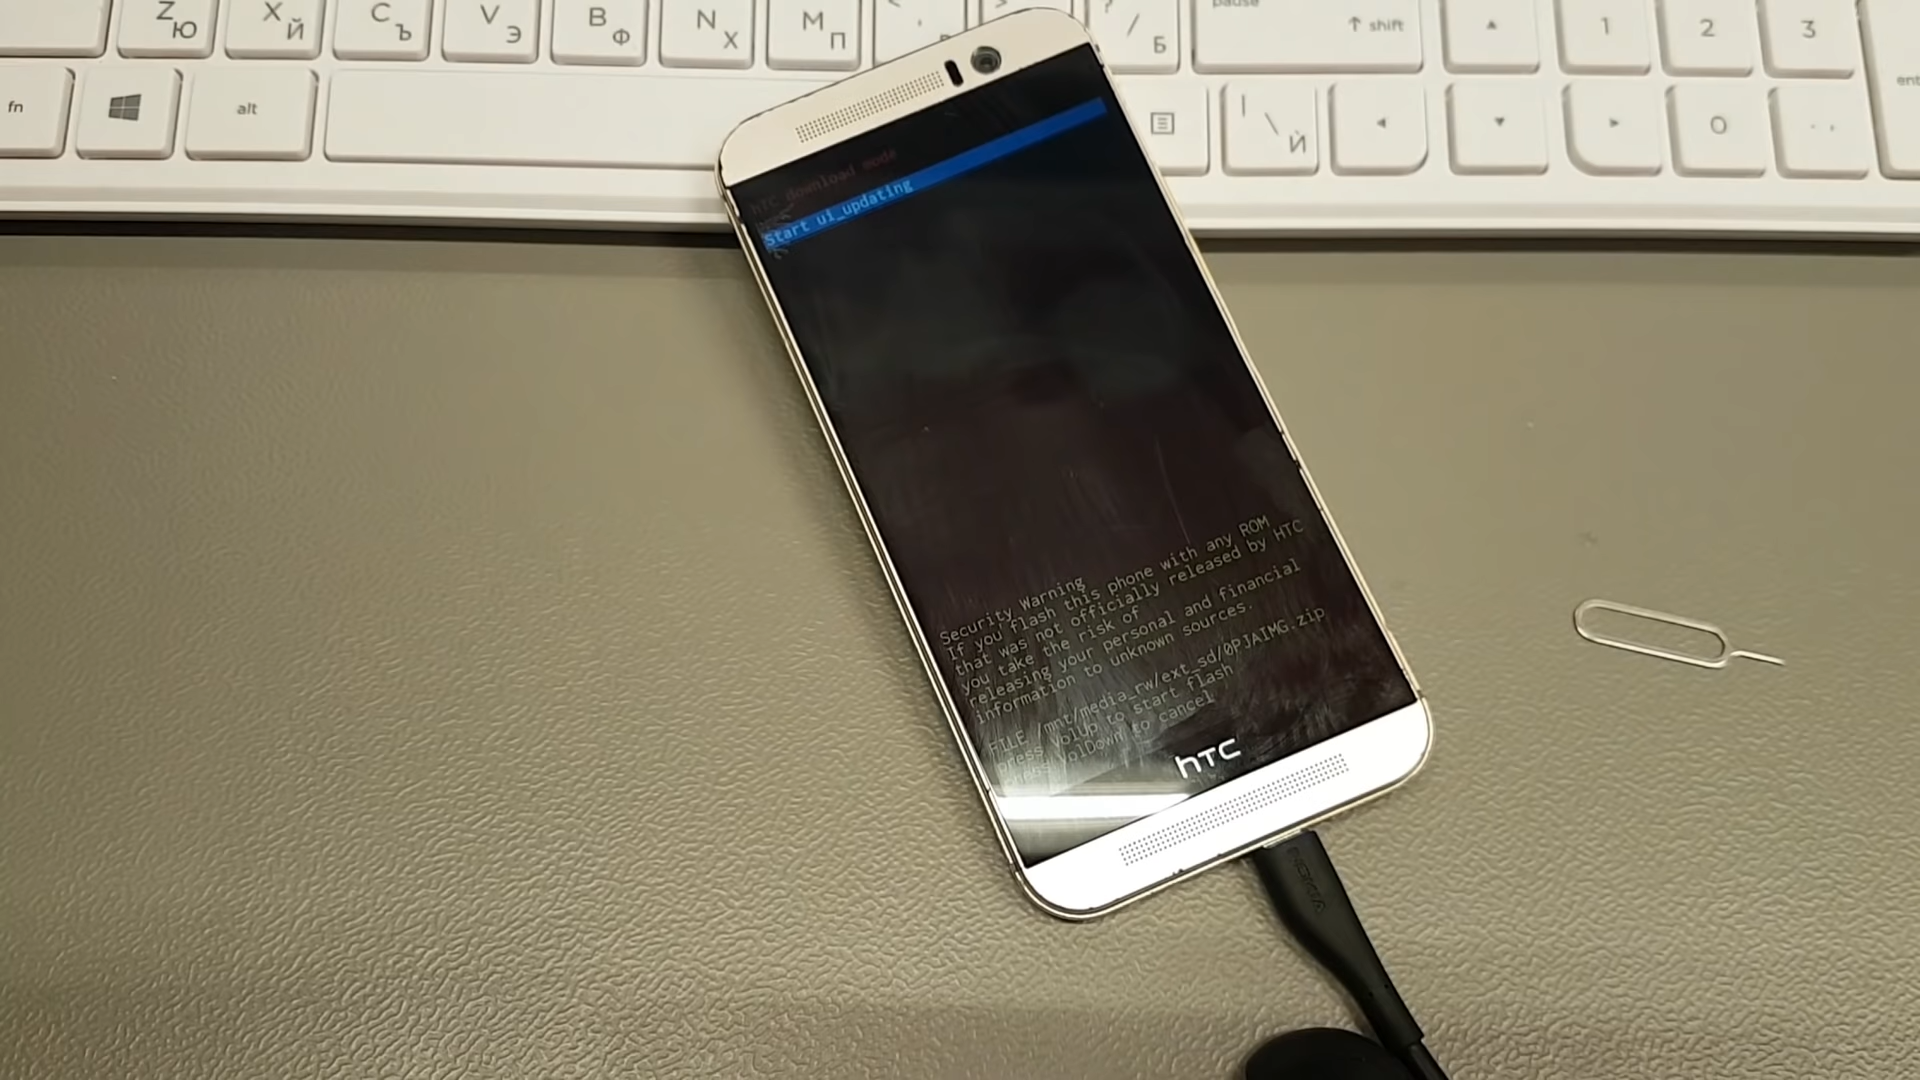 Z Ю
X Й
C Ъ
V Э
B Ф
N X
M П
< ,
?
/ Б
pause
↑ shift
1
2
3
fn
alt
| \ Ѝ
0
hTC download mode
Start ui_updating
Security Warning
If you flash this phone with any ROM
that was not officially released by HTC
you take the risk of
releasing your personal and financial
information to unknown sources.
FILE /mnt/media_rw/ext_sd/0PJAIMG.zip
Press VolUp to start flash
Press VolDown to cancel
hTC
NOKIA